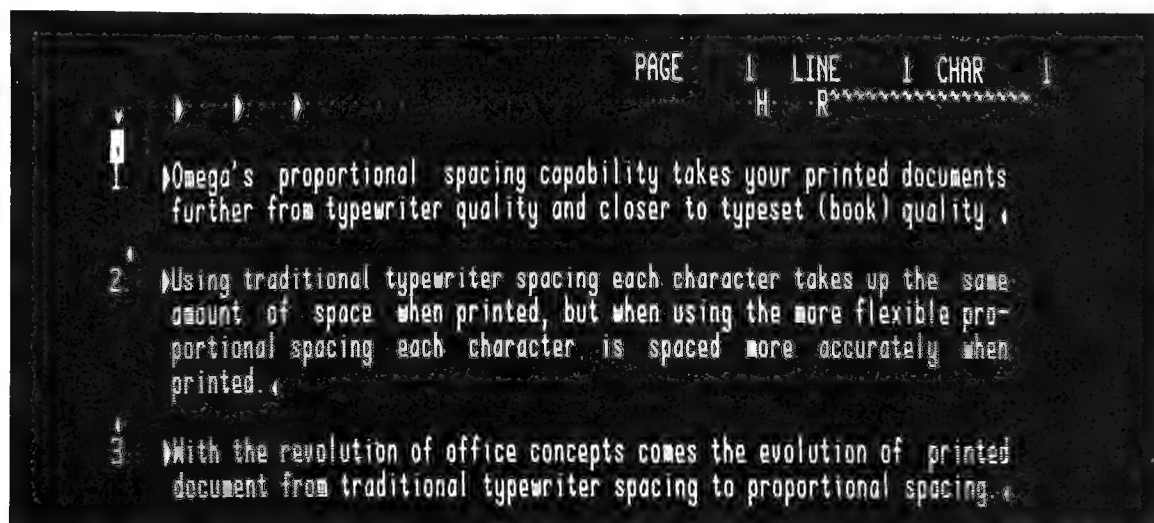 PAGE 1 LINE 1 CHAR 1
H R
1 Omega's proportional spacing capability takes your printed documents
further from typewriter quality and closer to typeset (book) quality.
2 Using traditional typewriter spacing each character takes up the same
amount of space when printed, but when using the more flexible pro-
portional spacing each character is spaced more accurately when
printed.
3 With the revolution of office concepts comes the evolution of printed
document from traditional typewriter spacing to proportional spacing.